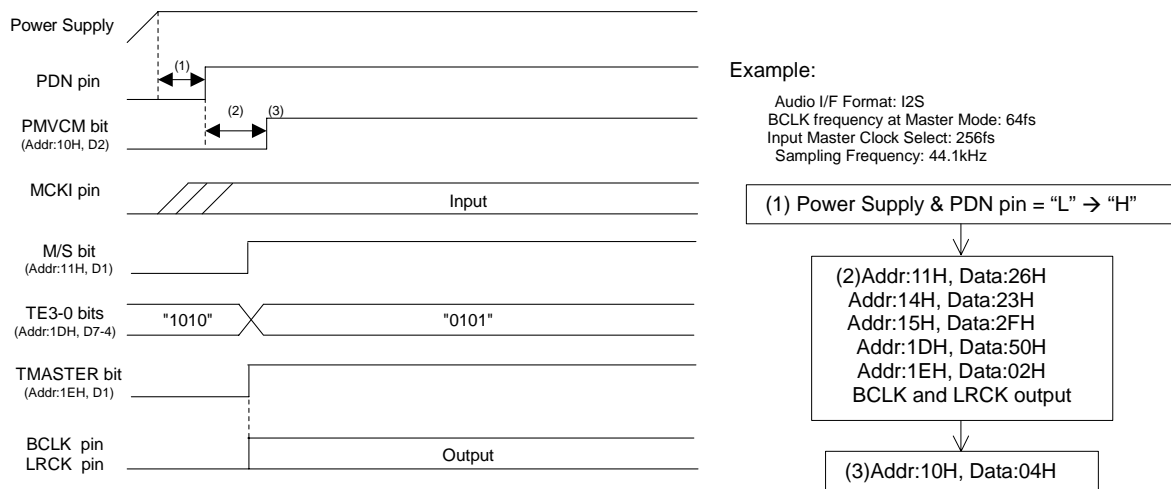 Power Supply
(1)
PDN pin
(2)
(3)
PMVCM bit
(Addr:10H, D2)
MCKI pin
Input
M/S bit
(Addr:11H, D1)
TE3-0 bits
(Addr:1DH, D7-4)
"1010"
"0101"
TMASTER bit
(Addr:1EH, D1)
BCLK pin
LRCK pin
Output
Example:
Audio I/F Format: I2S
BCLK frequency at Master Mode: 64fs
Input Master Clock Select: 256fs
Sampling Frequency: 44.1kHz
(1) Power Supply & PDN pin = “L” → “H”
(2)Addr:11H, Data:26H
Addr:14H, Data:23H
Addr:15H, Data:2FH
Addr:1DH, Data:50H
Addr:1EH, Data:02H
BCLK and LRCK output
(3)Addr:10H, Data:04H